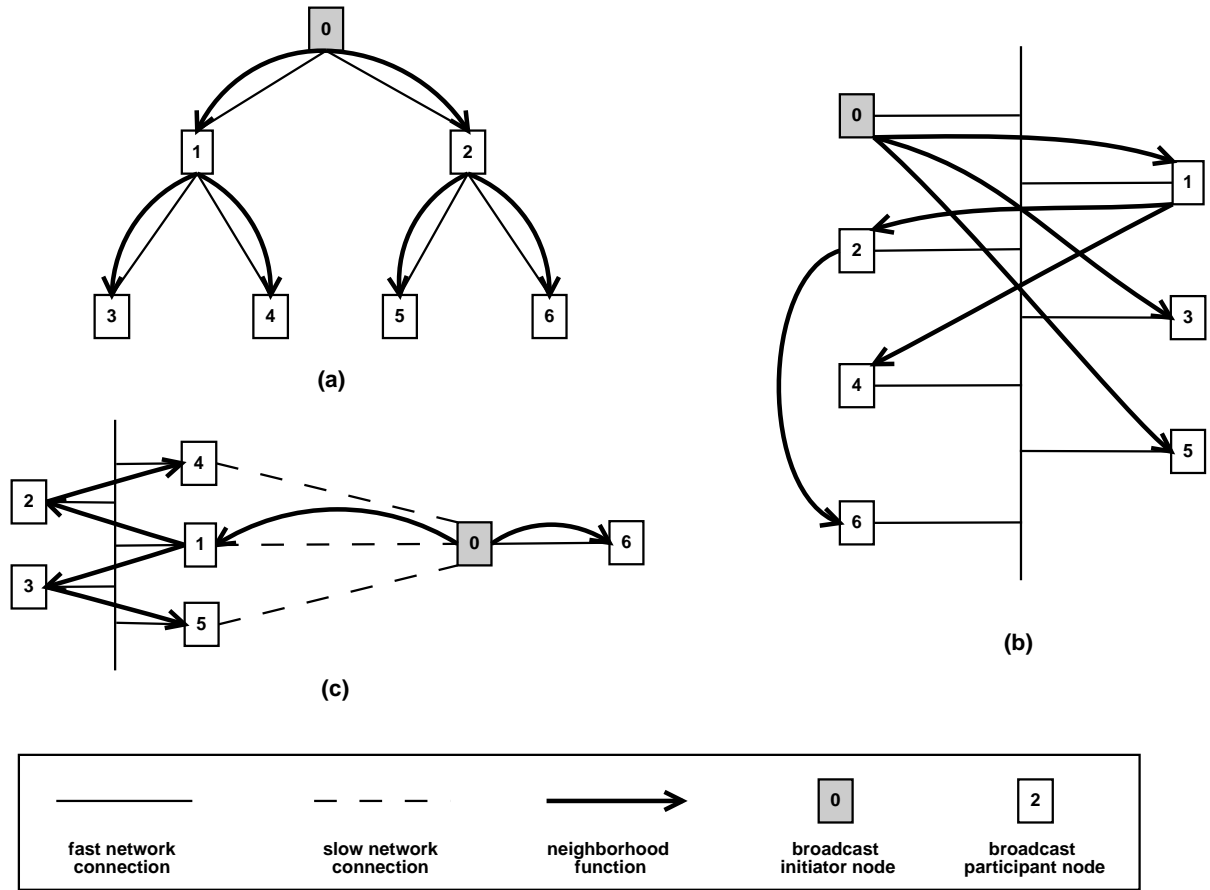 0
1
2
3
4
5
6
(a)
0
1
2
3
4
5
6
(b)
4
2
1
0
6
3
5
(c)
0
2
fast network
connection
slow network
connection
neighborhood
function
broadcast
initiator node
broadcast
participant node